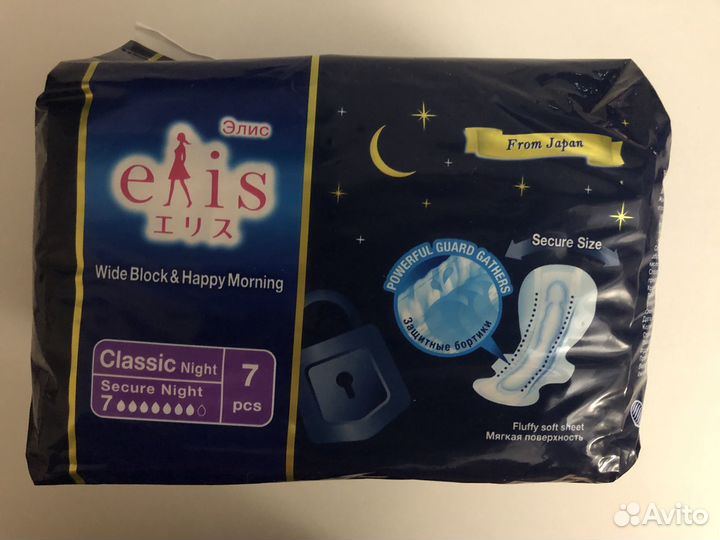 Элис
elis
エリス
Wide Block & Happy Morning
Classic Night
Secure Night
7
7
pcs
From Japan
Secure Size
POWERFUL GUARD GATHERS
Защитные бортики
Fluffy soft sheet
Мягкая поверхность
Avito